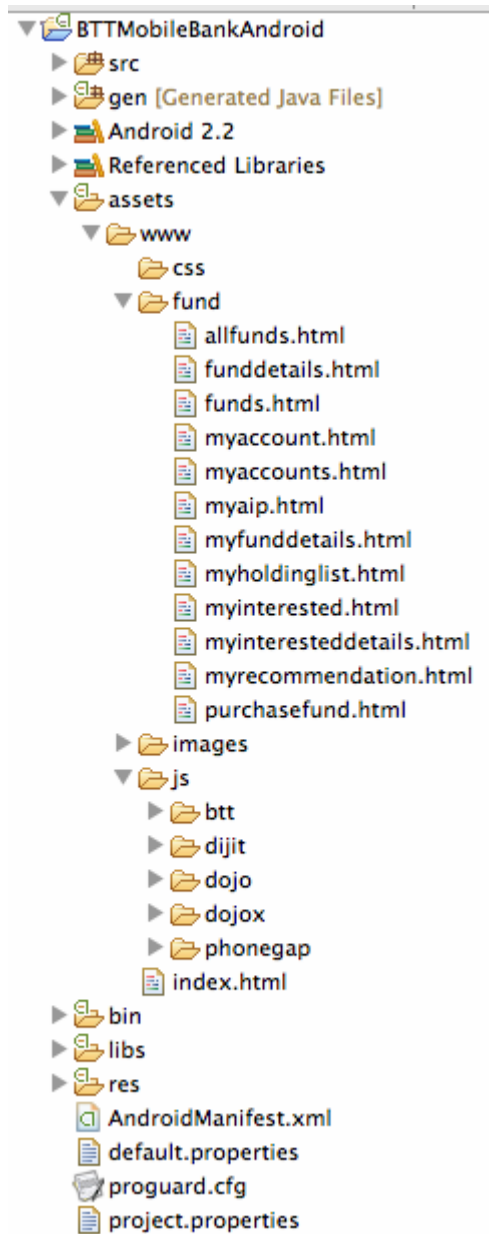 BTTMobileBankAndroid
src
gen [Generated Java Files]
Android 2.2
Referenced Libraries
assets
www
css
fund
allfunds.html
funddetails.html
funds.html
myaccount.html
myaccounts.html
myaip.html
myfunddetails.html
myholdinglist.html
myinterested.html
myinteresteddetails.html
myrecommendation.html
purchasefund.html
images
js
btt
dijit
dojo
dojox
phonegap
index.html
bin
libs
res
AndroidManifest.xml
default.properties
proguard.cfg
project.properties